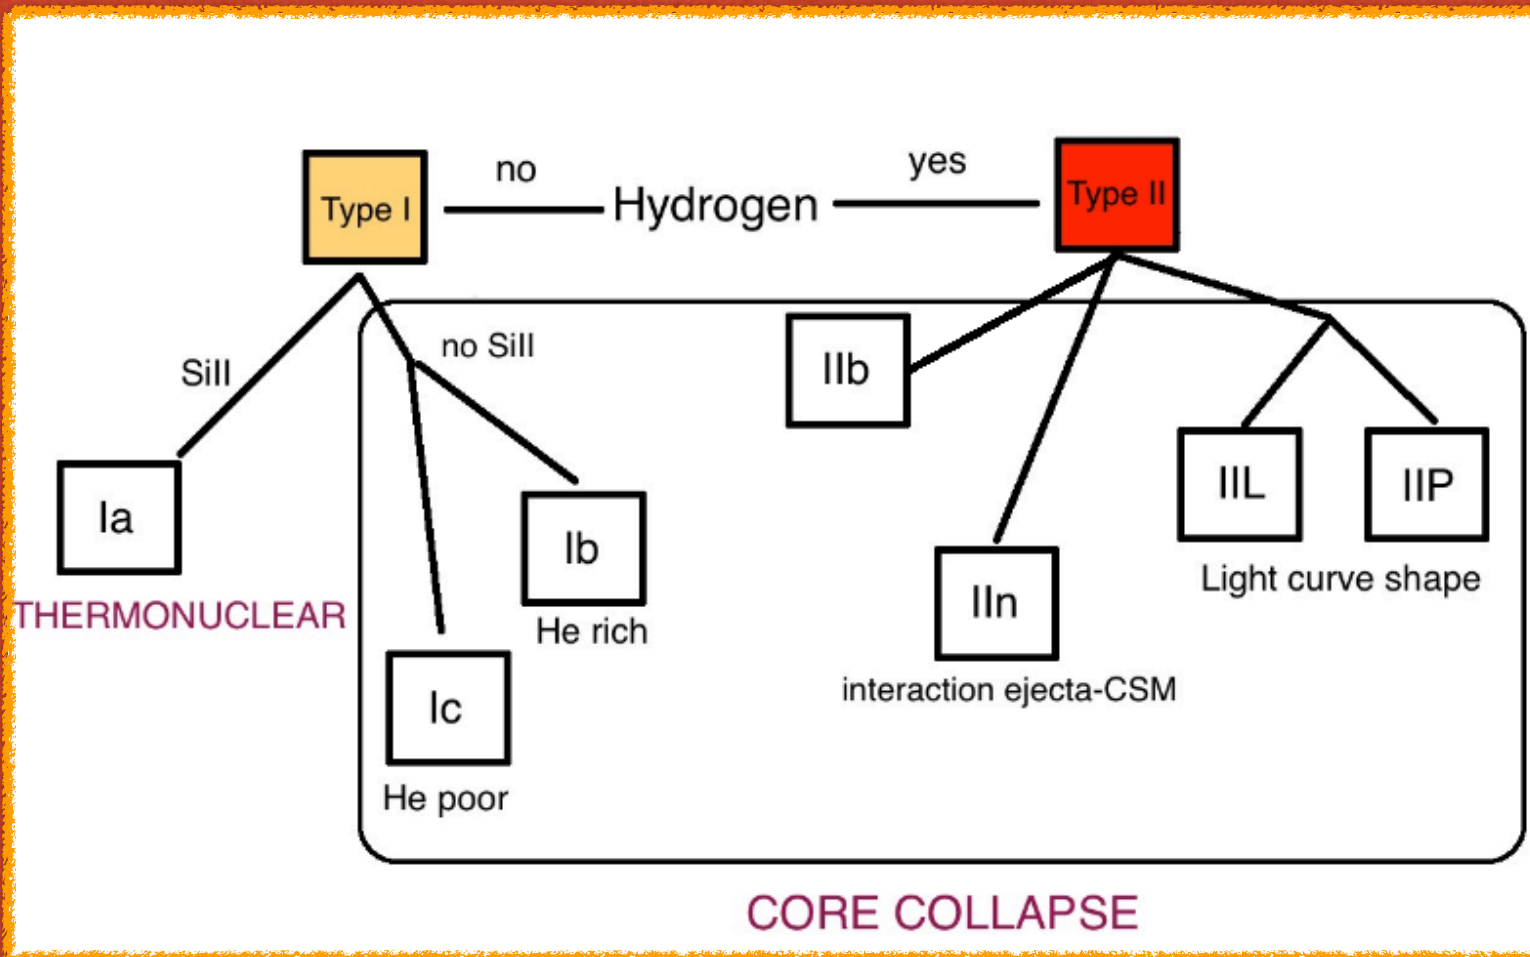 no
yes
Type I
Hydrogen
Type II
SiII
no SiII
IIb
Ia
Ib
IIL
IIP
THERMONUCLEAR
He rich
IIn
Light curve shape
Ic
interaction ejecta-CSM
He poor
CORE COLLAPSE